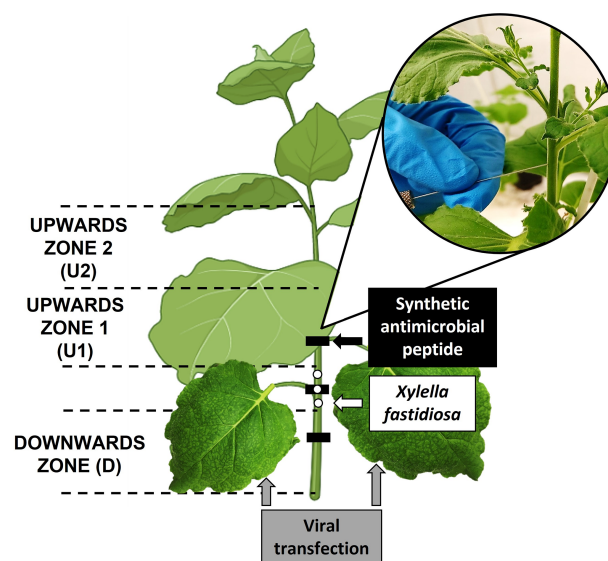 UPWARDS
ZONE 2
(U2)
UPWARDS
ZONE 1
(U1)
Synthetic
antimicrobial
peptide
Xylella
fastidiosa
DOWNWARDS
ZONE (D)
Viral
transfection